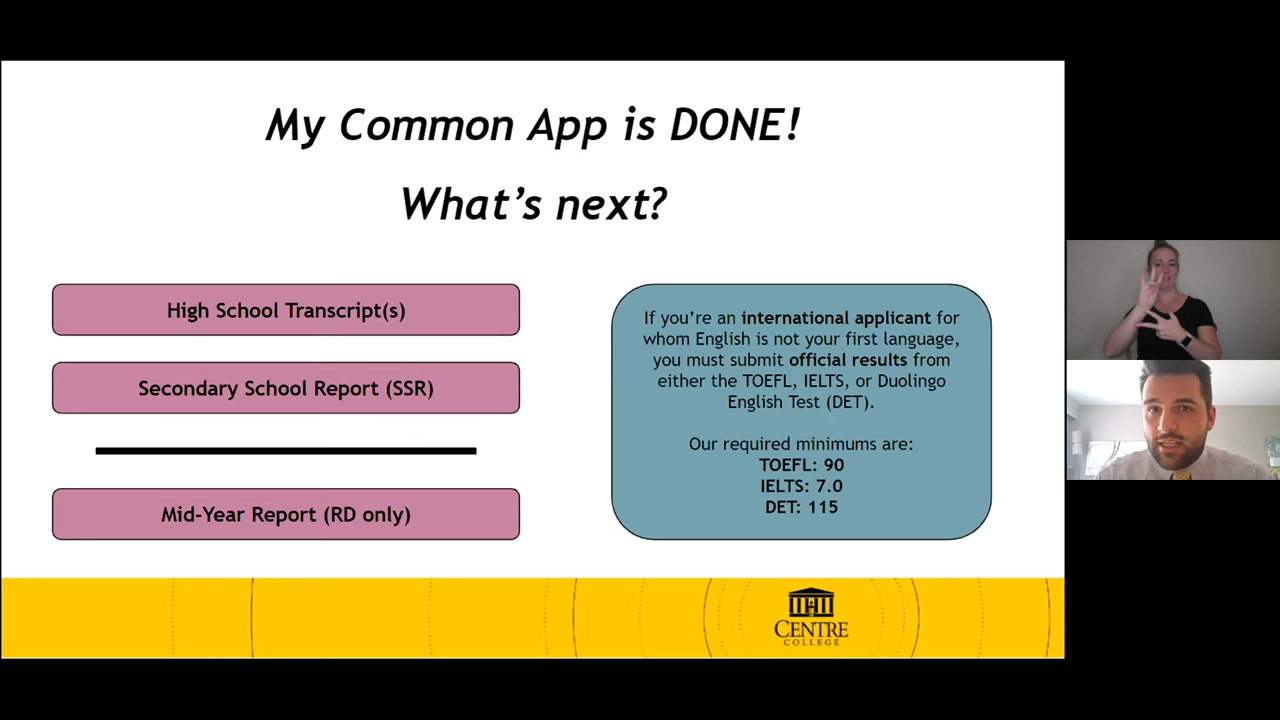 My Common App is DONE!
What's next?
High School Transcript(s)
Secondary School Report (SSR)
Mid-Year Report (RD only)
If you're an international applicant for
whom English is not your first language,
you must submit official results from
either the TOEFL, IELTS, or Duolingo
English Test (DET).
Our required minimums are:
TOEFL: 90
IELTS: 7.0
DET: 115
CENTRE
COLLEGE